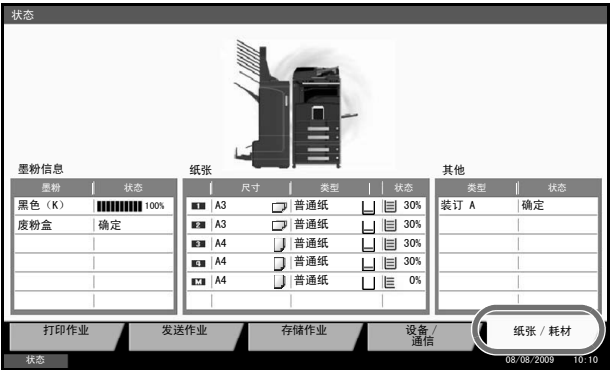 状态
墨粉信息
墨粉 状态
黑色（K） 100%
废粉盒 确定
纸张
尺寸 类型 状态
1 A3 普通纸 30%
2 A3 普通纸 30%
3 A4 普通纸 30%
4 A4 普通纸 30%
M A4 普通纸 0%
其他
类型 状态
装订 A 确定
打印作业
发送作业
存储作业
设备 /
通信
纸张 / 耗材
状态 08/08/2009 10:10